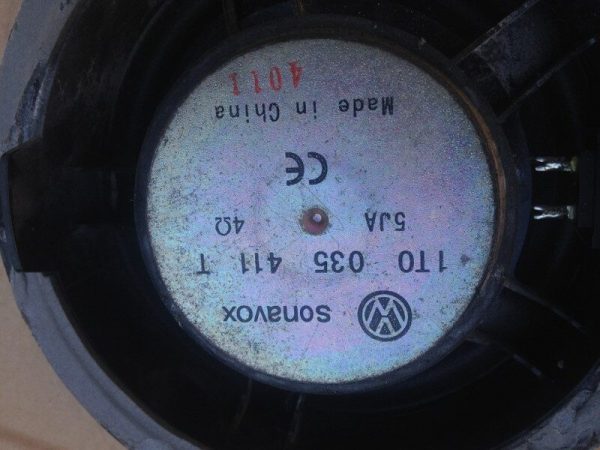 sonavox
1T0 035 411 T
5JA 4Ω
CE
Made in China
4011